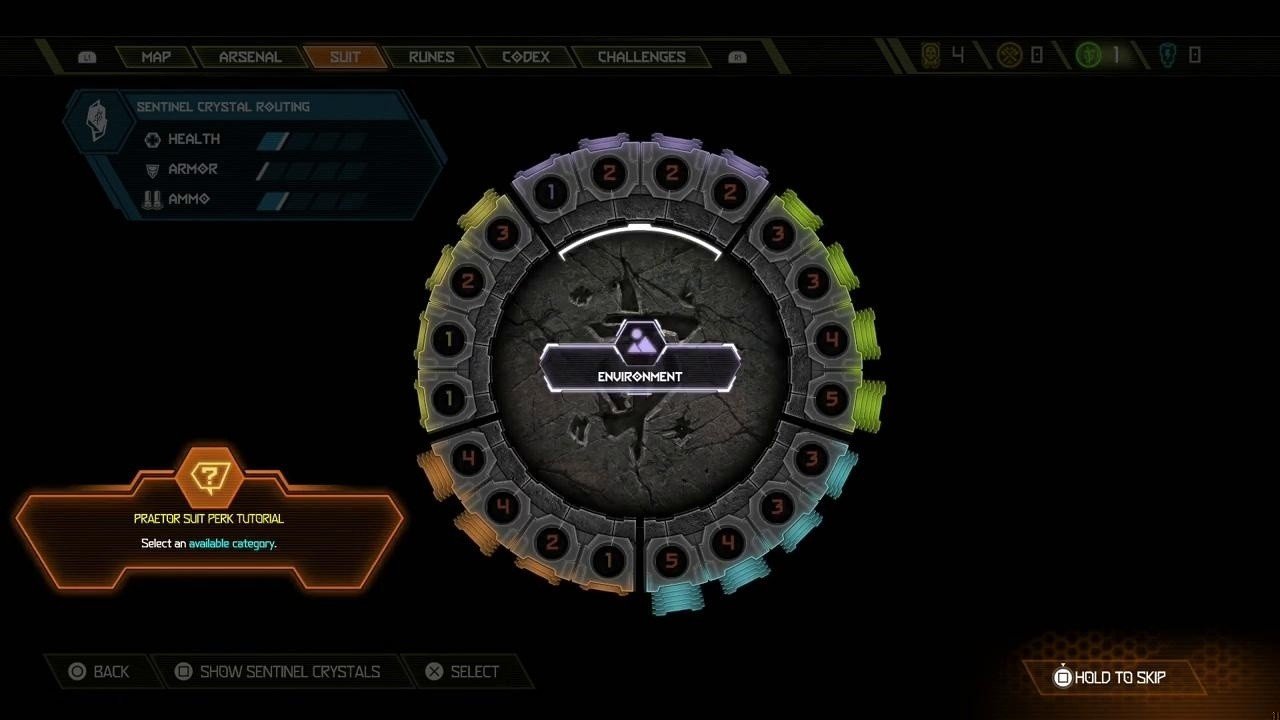 L1 MAP ARSENAL SUIT RUNES CODEX CHALLENGES R1 4 0 1 0
SENTINEL CRYSTAL ROUTING
HEALTH
ARMOR
AMMO
1 2 2 2
3 3
2 3
1 4
ENVIRONMENT
1 5
4 3
4 3
2 4
1 5
?
PRAETOR SUIT PERK TUTORIAL
Select an available category.
BACK SHOW SENTINEL CRYSTALS SELECT
HOLD TO SKIP